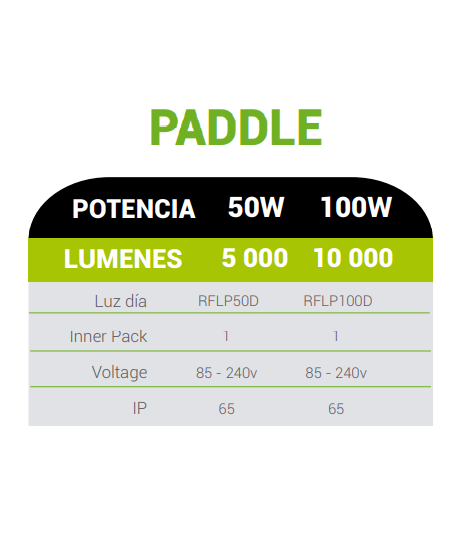 PADDLE
POTENCIA 50W 100W
LUMENES 5 000 10 000
Luz día RFLP50D RFLP100D
Inner Pack 1 1
Voltage 85 - 240v 85 - 240v
IP 65 65